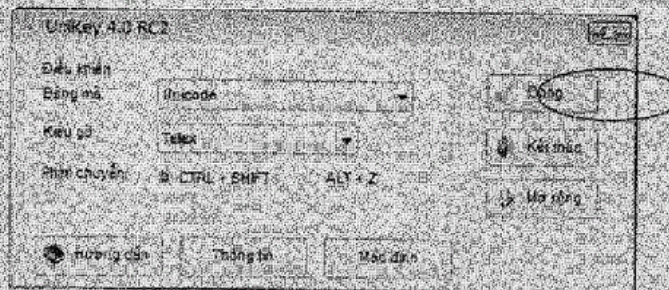 UniKey 4.0 RC2
Điều khiển
Bảng mã: Unicode Đóng
Kiểu gõ: Telex Kết thúc
Phím chuyển: CTRL + SHIFT ALT + Z
Mở rộng
Hướng dẫn Thông tin Mặc định